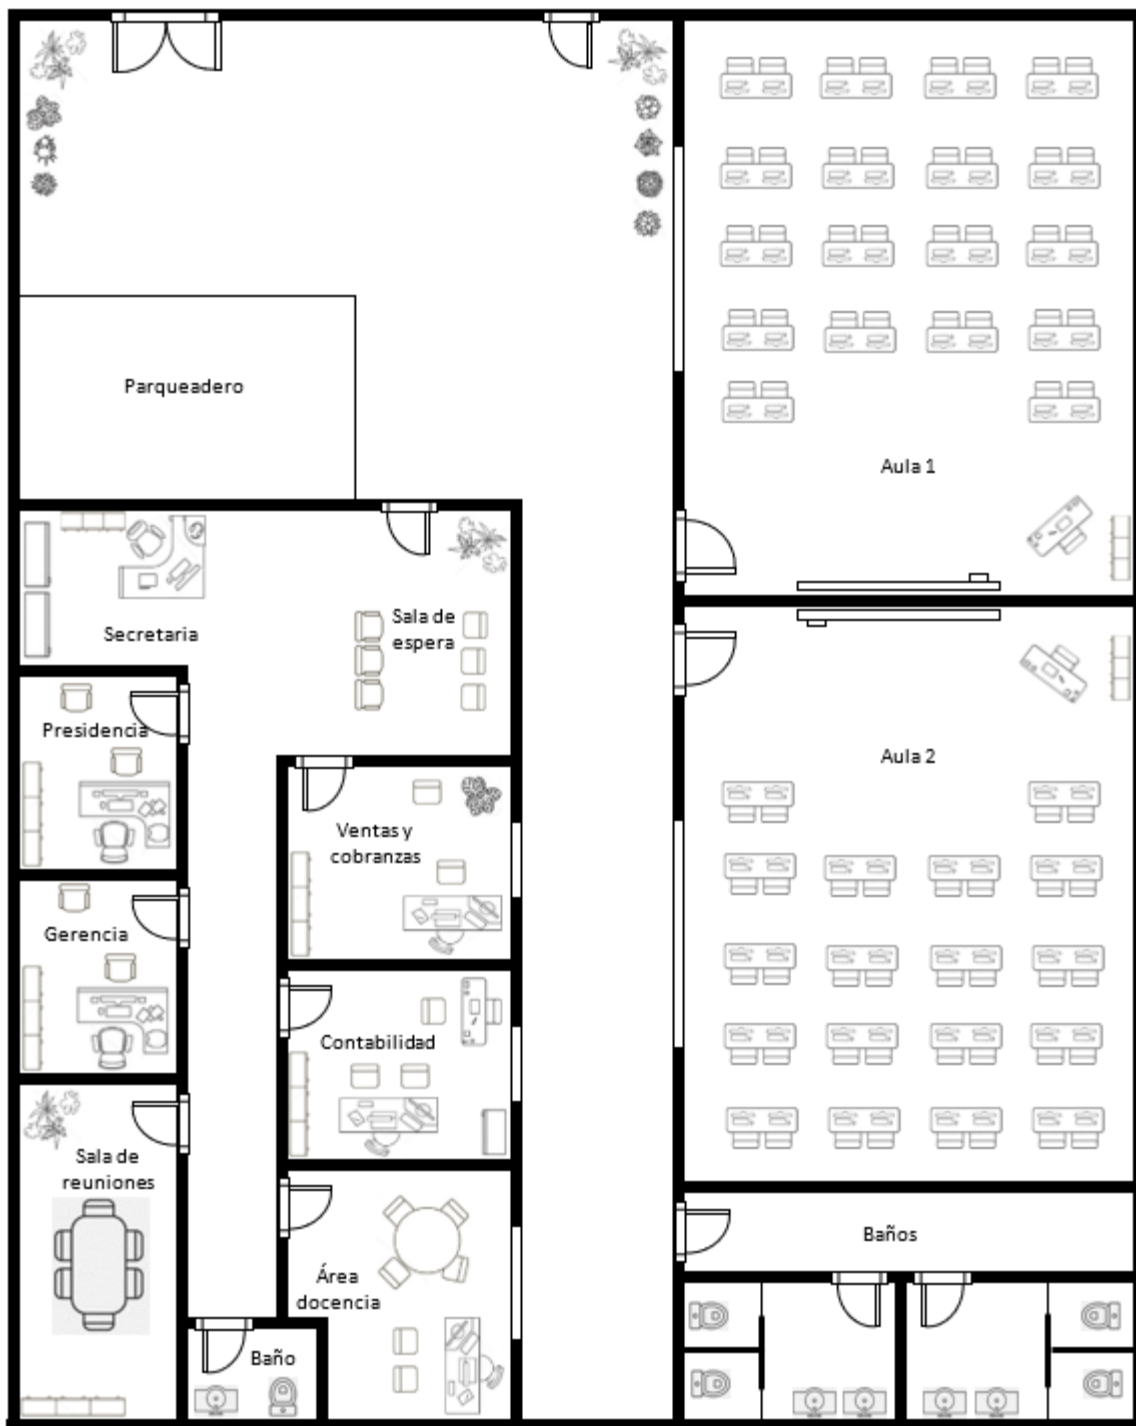 Parqueadero
Aula 1
Secretaria
Sala de
espera
Presidencia
Aula 2
Ventas y
cobranzas
Gerencia
Contabilidad
Sala de
reuniones
Baños
Área
docencia
Baño